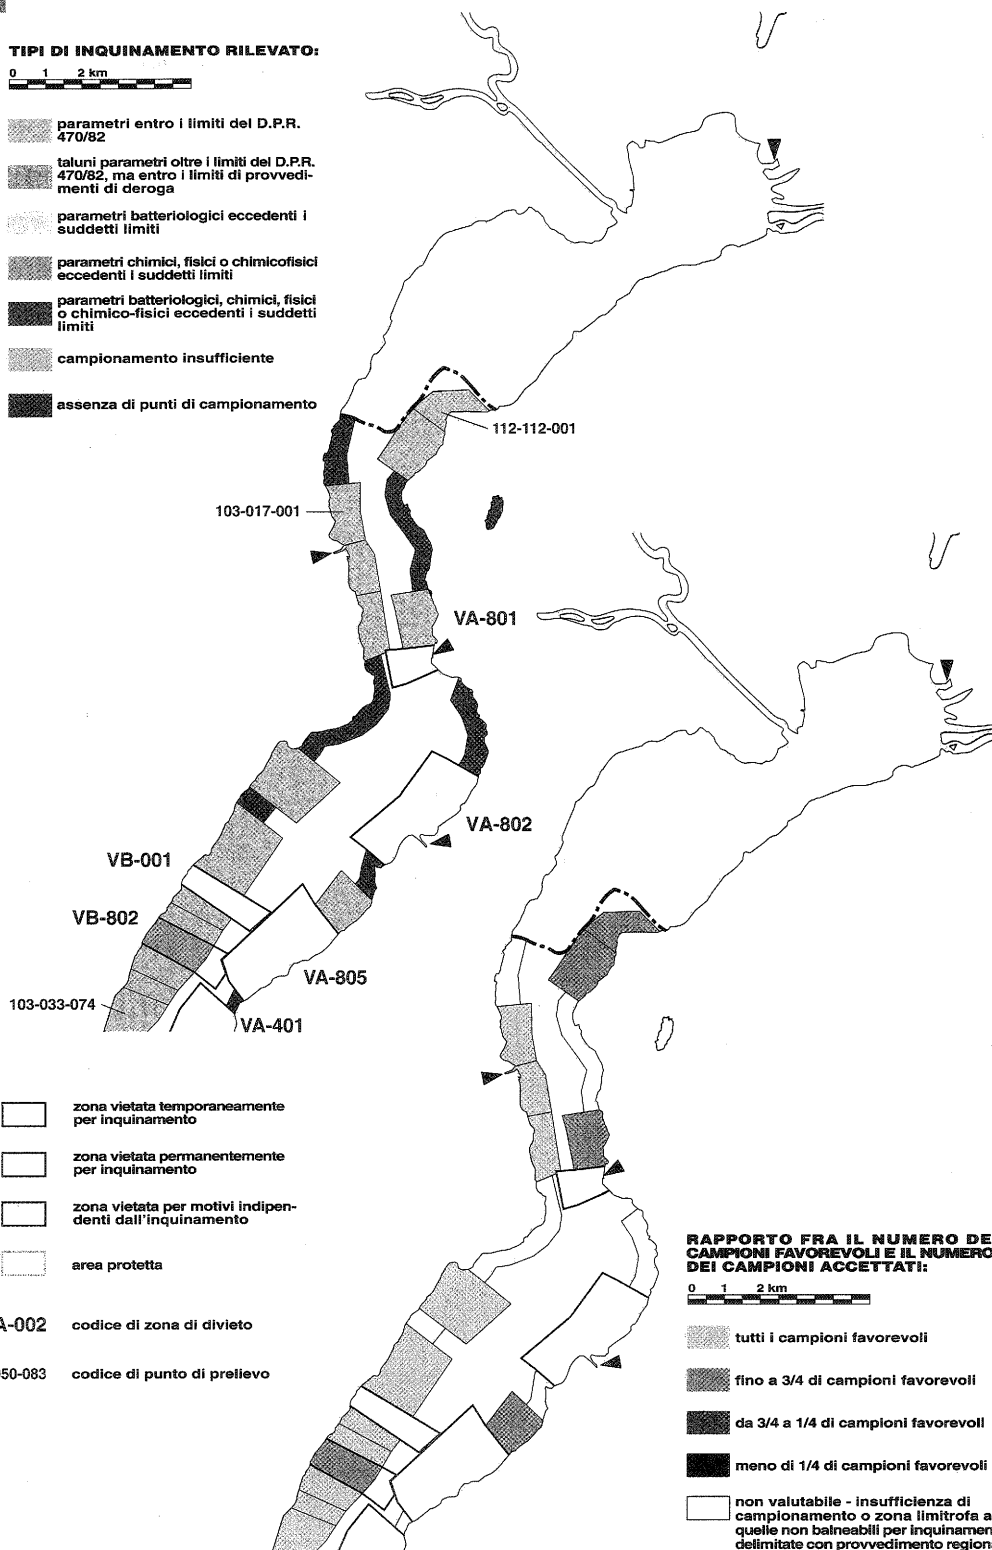 TIPI DI INQUINAMENTO RILEVATO:
0 1 2 km
parametri entro i limiti del D.P.R.
470/82
taluni parametri oltre i limiti del D.P.R.
470/82, ma entro i limiti di provvedi-
menti di deroga
parametri batteriologici eccedenti i
suddetti limiti
parametri chimici, fisici o chimicofisici
eccedenti i suddetti limiti
parametri batteriologici, chimici, fisici
o chimico-fisici eccedenti i suddetti
limiti
campionamento insufficiente
assenza di punti di campionamento
112-112-001
103-017-001
VA-801
VA-802
VB-001
VB-802
VA-805
103-033-074
VA-401
zona vietata temporaneamente
per inquinamento
zona vietata permanentemente
per inquinamento
zona vietata per motivi indipen-
denti dall'inquinamento
area protetta
A-002 codice di zona di divieto
50-083 codice di punto di prelievo
RAPPORTO FRA IL NUMERO DE
CAMPIONI FAVOREVOLI E IL NUMERO
DEI CAMPIONI ACCETTATI:
0 1 2 km
tutti i campioni favorevoli
fino a 3/4 di campioni favorevoli
da 3/4 a 1/4 di campioni favorevoli
meno di 1/4 di campioni favorevoli
non valutabile - insufficienza di
campionamento o zona limitrofa a
quelle non balneabili per inquinamen
delimitate con provvedimento region